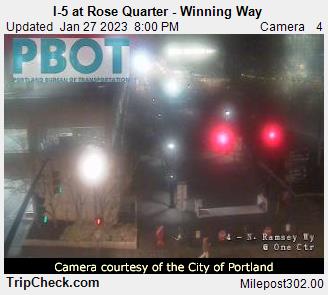 I-5 at Rose Quarter - Winning Way
Updated Jan 27 2023 8:00 PM Camera 4
PBOT
PORTLAND BUREAU OF TRANSPORTATION
4 - N. Ramsey Wy
@ One Ctr
Camera courtesy of the City of Portland
TripCheck.com Milepost302.00